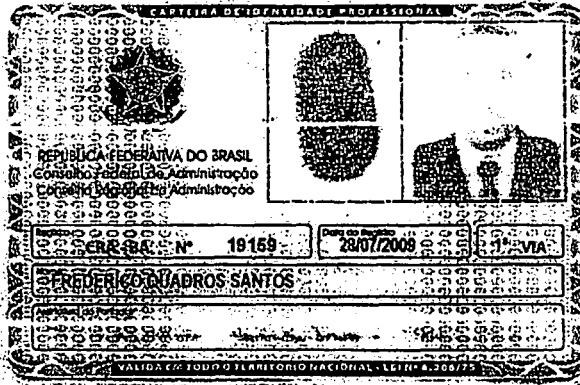 CARTEIRA DE IDENTIDADE PROFISSIONAL
REPÚBLICA FEDERATIVA DO BRASIL
Conselho Federal de Administração
Conselho Regional de Administração
Registro
CRA-BA Nº 19159
Data do Registro
28/07/2009
1ª VIA
FREDERICO QUADROS SANTOS
VÁLIDA EM TODO O TERRITÓRIO NACIONAL - LEI Nº 6.206/75